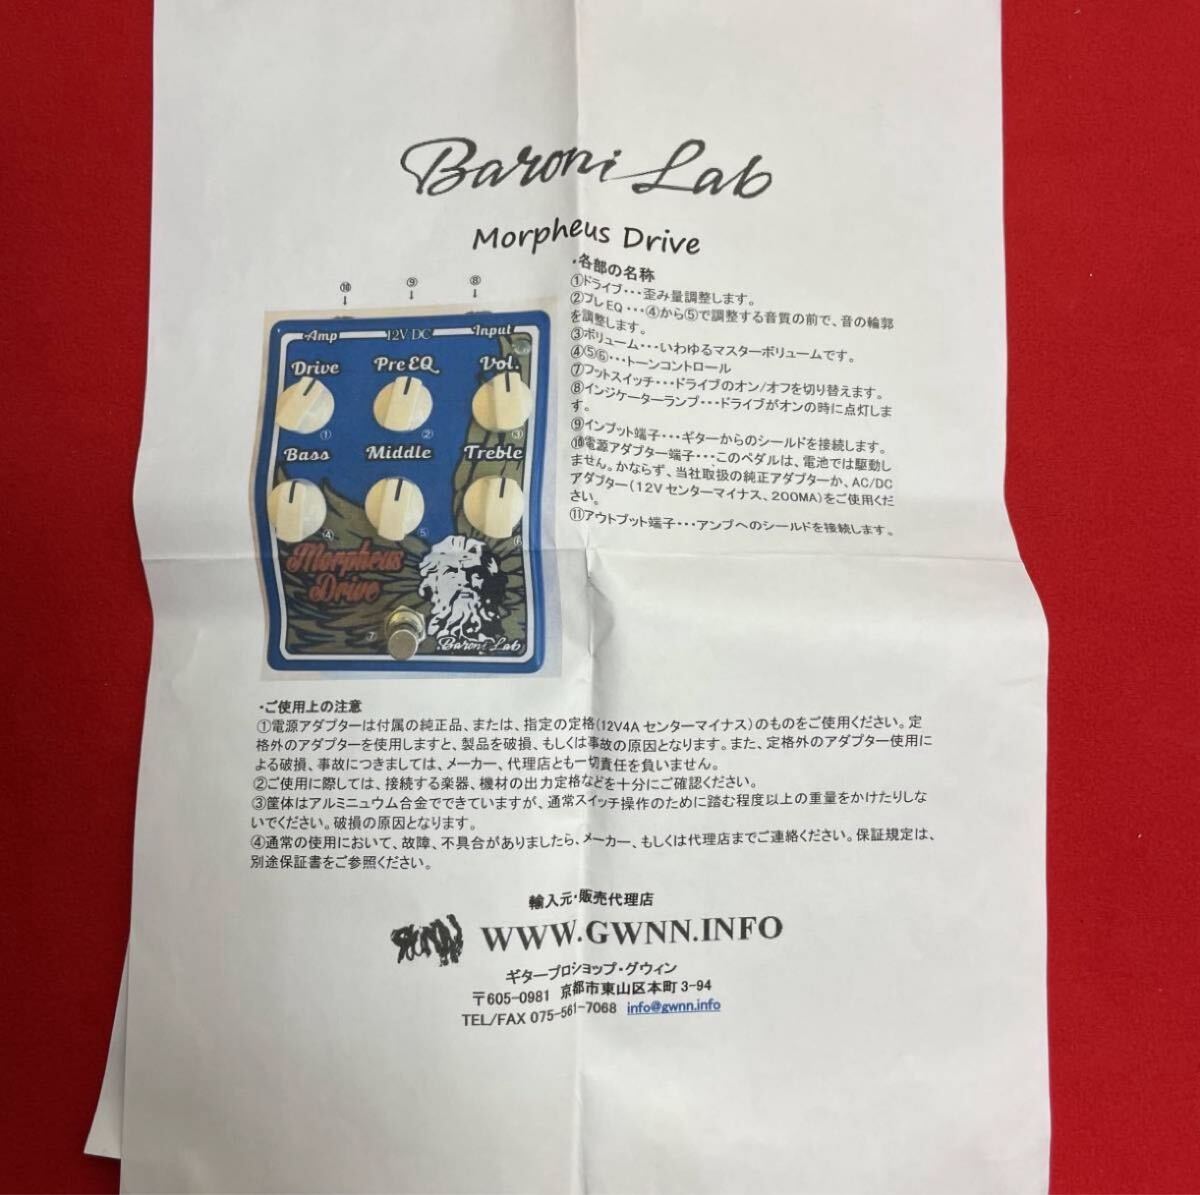 Baroni Lab
Morpheus Drive
⑩ ⑨ ⑧
Amp 12V DC Input
Drive Pre EQ Vol.
① ② ③
Bass Middle Treble
④ ⑤ ⑥
Morpheus
Drive
⑦
Baroni Lab
・各部の名称
①ドライブ・・・歪み量調整します。
②プレEQ・・・④から⑤で調整する音質の前で、音の輪郭
を調整します。
③ボリューム・・・いわゆるマスターボリュームです。
④⑤⑥・・・トーンコントロール
⑦フットスイッチ・・・ドライブのオン/オフを切り替えます。
⑧インジケーターランプ・・・ドライブがオンの時に点灯しま
す。
⑨インプット端子・・・ギターからのシールドを接続します。
⑩電源アダプター端子・・・このペダルは、電池では駆動し
ません。かならず、当社取扱の純正アダプターか、AC/DC
アダプター(12Vセンターマイナス、200MA)をご使用くだ
さい。
⑪アウトプット端子・・・アンプへのシールドを接続します。
・ご使用上の注意
①電源アダプターは付属の純正品、または、指定の定格(12V4A センターマイナス)のものをご使用ください。定
格外のアダプターを使用しますと、製品を破損、もしくは事故の原因となります。また、定格外のアダプター使用に
よる破損、事故につきましては、メーカー、代理店とも一切責任を負いません。
②ご使用に際しては、接続する楽器、機材の出力定格などを十分にご確認ください。
③筐体はアルミニュウム合金でできていますが、通常スイッチ操作のために踏む程度以上の重量をかけたりしな
いでください。破損の原因となります。
④通常の使用において、故障、不具合がありましたら、メーカー、もしくは代理店までご連絡ください。保証規定は、
別途保証書をご参照ください。
輸入元・販売代理店
WWW.GWNN.INFO
ギタープロショップ・グウィン
〒605-0981 京都市東山区本町3-94
TEL/FAX 075-561-7068 info@gwnn.info